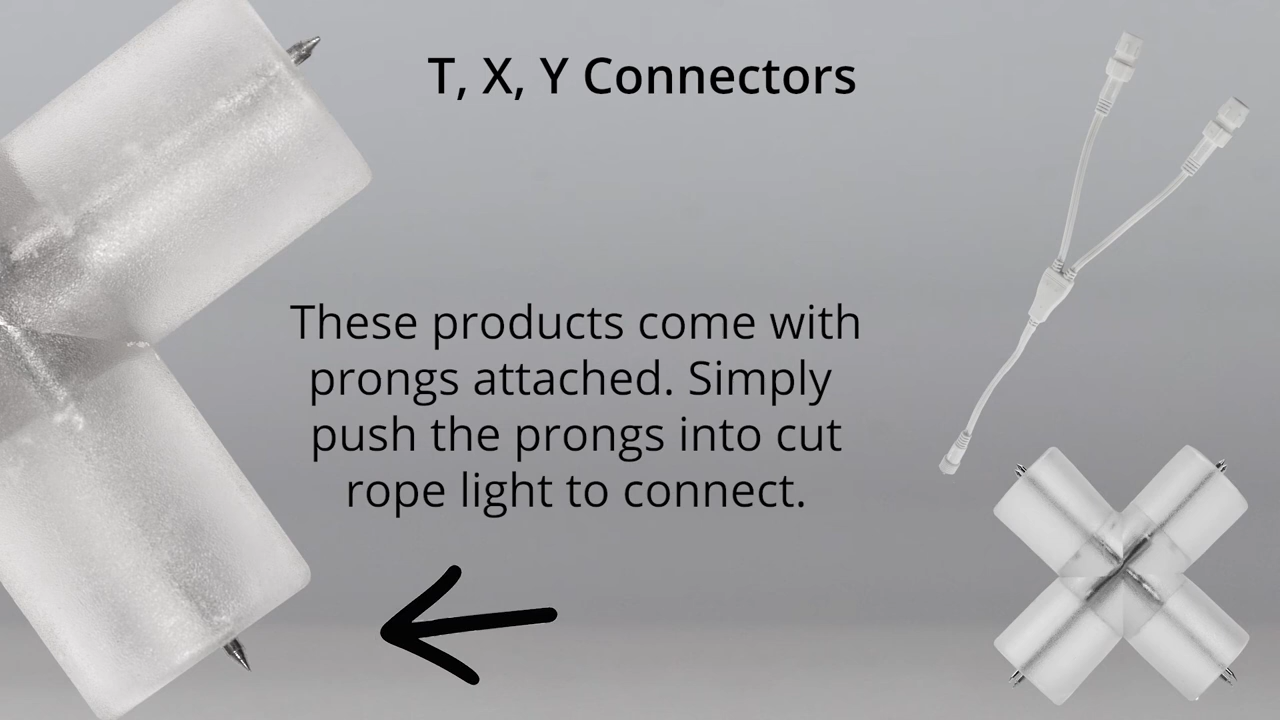 T, X, Y Connectors
These products come with
prongs attached. Simply
push the prongs into cut
rope light to connect.